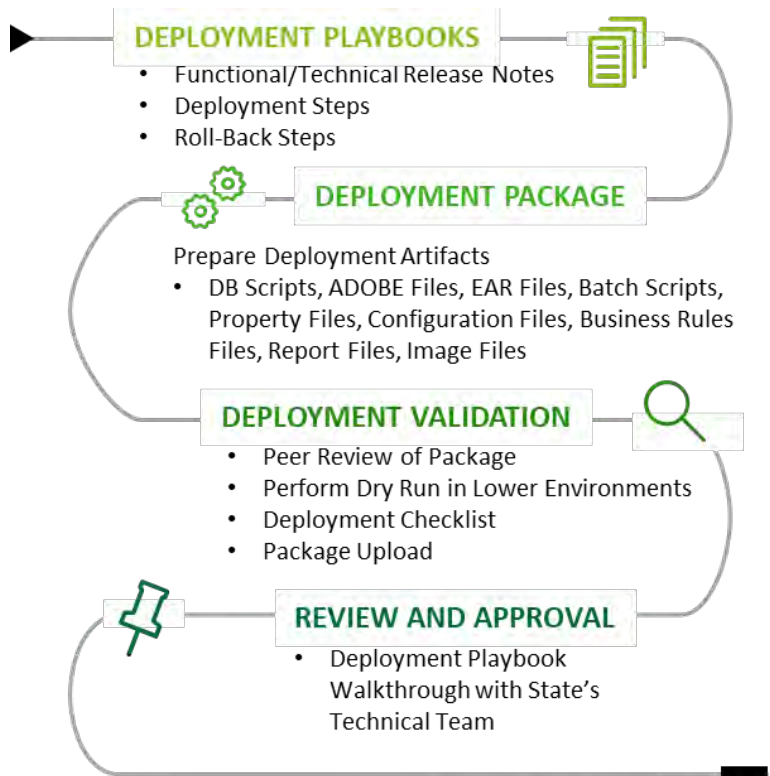 DEPLOYMENT PLAYBOOKS
• Functional/Technical Release Notes
• Deployment Steps
• Roll-Back Steps
DEPLOYMENT PACKAGE
Prepare Deployment Artifacts
• DB Scripts, ADOBE Files, EAR Files, Batch Scripts,
Property Files, Configuration Files, Business Rules
Files, Report Files, Image Files
DEPLOYMENT VALIDATION
• Peer Review of Package
• Perform Dry Run in Lower Environments
• Deployment Checklist
• Package Upload
REVIEW AND APPROVAL
• Deployment Playbook
Walkthrough with State’s
Technical Team